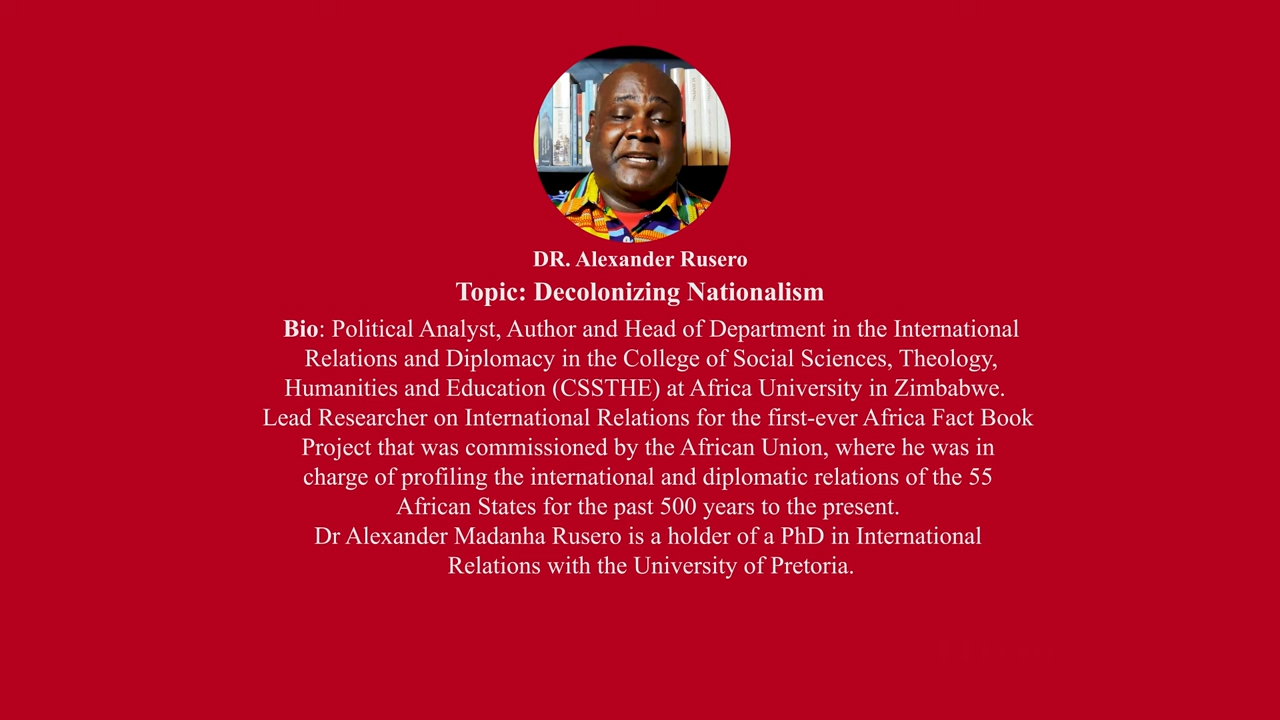 DR. Alexander Rusero
Topic: Decolonizing Nationalism
Bio: Political Analyst, Author and Head of Department in the International
Relations and Diplomacy in the College of Social Sciences, Theology,
Humanities and Education (CSSTHE) at Africa University in Zimbabwe.
Lead Researcher on International Relations for the first-ever Africa Fact Book
Project that was commissioned by the African Union, where he was in
charge of profiling the international and diplomatic relations of the 55
African States for the past 500 years to the present.
Dr Alexander Madanha Rusero is a holder of a PhD in International
Relations with the University of Pretoria.